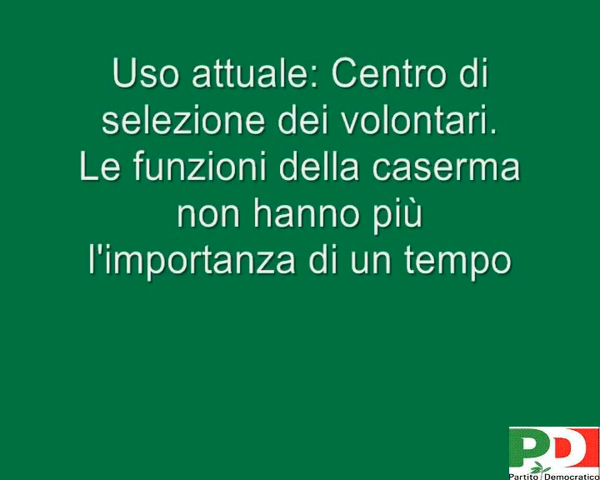 Uso attuale: Centro di
selezione dei volontari.
Le funzioni della caserma
non hanno più
l'importanza di un tempo
PD
Partito Democratico